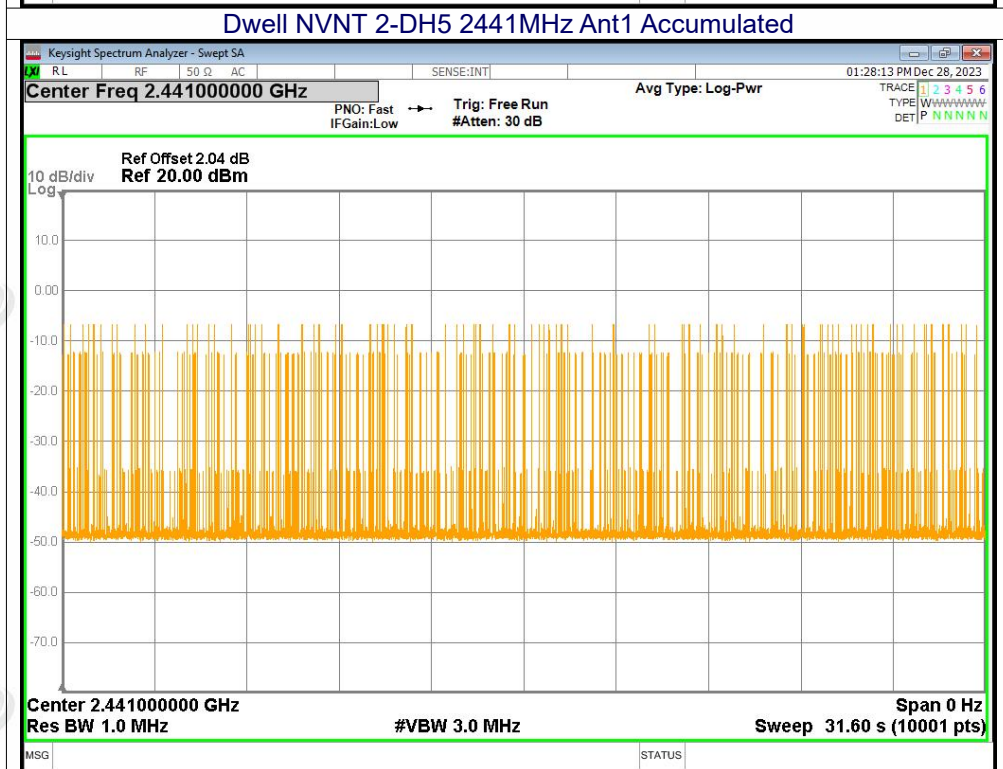 Dwell NVNT 2-DH5 2441MHz Ant1 Accumulated
Keysight Spectrum Analyzer - Swept SA
LXI RL RF 50 Ω AC SENSE:INT 01:28:13 PM Dec 28, 2023
Center Freq 2.441000000 GHz Avg Type: Log-Pwr TRACE 1 2 3 4 5 6
PNO: Fast Trig: Free Run TYPE WWWWWWW
IFGain:Low #Atten: 30 dB DET P N N N N N
Ref Offset 2.04 dB
10 dB/div Ref 20.00 dBm
Log
10.0
0.00
-10.0
-20.0
-30.0
-40.0
-50.0
-60.0
-70.0
Center 2.441000000 GHz Span 0 Hz
Res BW 1.0 MHz #VBW 3.0 MHz Sweep 31.60 s (10001 pts)
MSG STATUS